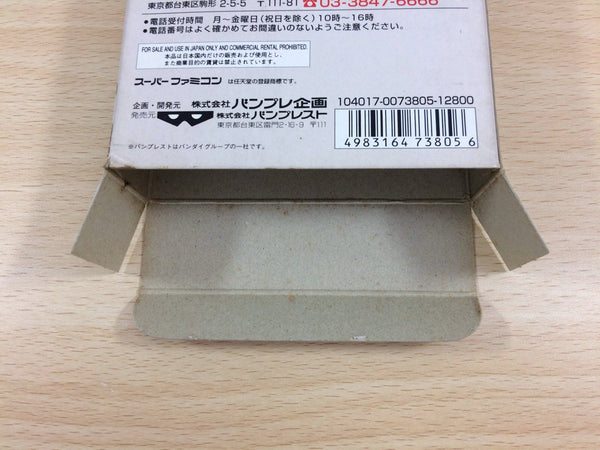 東京都台東区駒形2-5-5 〒111-81 ☎03-3847-6666
●電話受付時間 月〜金曜日(祝日を除く)10時〜16時
●電話番号はよく確かめてお間違いのないようご注意ください。
FOR SALE AND USE IN JAPAN ONLY AND COMMERCIAL RENTAL PROHIBITED.
本品は日本国内だけの販売および使用とし、
また商業目的の賃貸は禁止されています。
スーパーファミコン は任天堂の登録商標です。
企画・開発元 株式会社バンプレ企画
発売元 株式会社バンプレスト
東京都台東区雷門2-16-9 〒111
※バンプレストはバンダイグループの一社です。
104017-0073805-12800
4983164738056